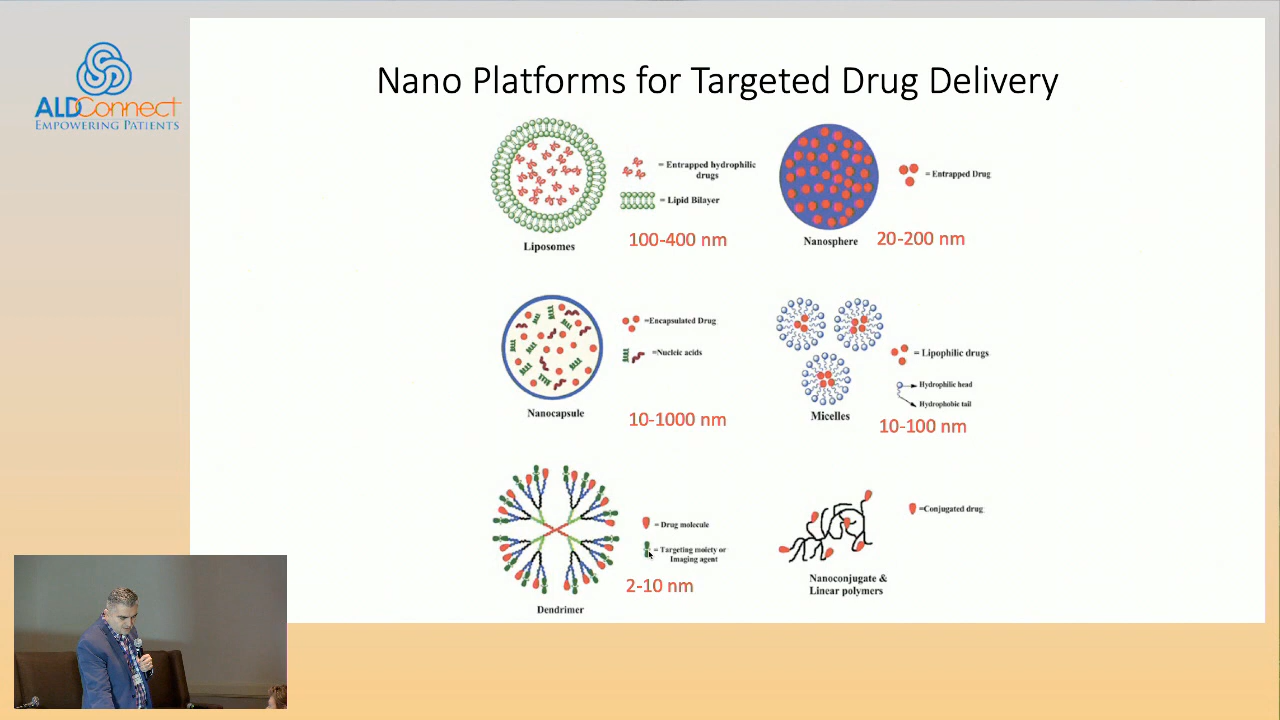 ALDConnect
EMPOWERING PATIENTS
Nano Platforms for Targeted Drug Delivery
= Entrapped hydrophilic
drugs
= Lipid Bilayer
Liposomes
100-400 nm
= Entrapped Drug
Nanosphere
20-200 nm
=Encapsulated Drug
=Nucleic acids
Nanocapsule
10-1000 nm
= Lipophilic drugs
Hydrophilic head
Hydrophobic tail
Micelles
10-100 nm
= Drug molecule
= Targeting moiety or
Imaging agent
2-10 nm
Dendrimer
=Conjugated drug
Nanoconjugate &
Linear polymers